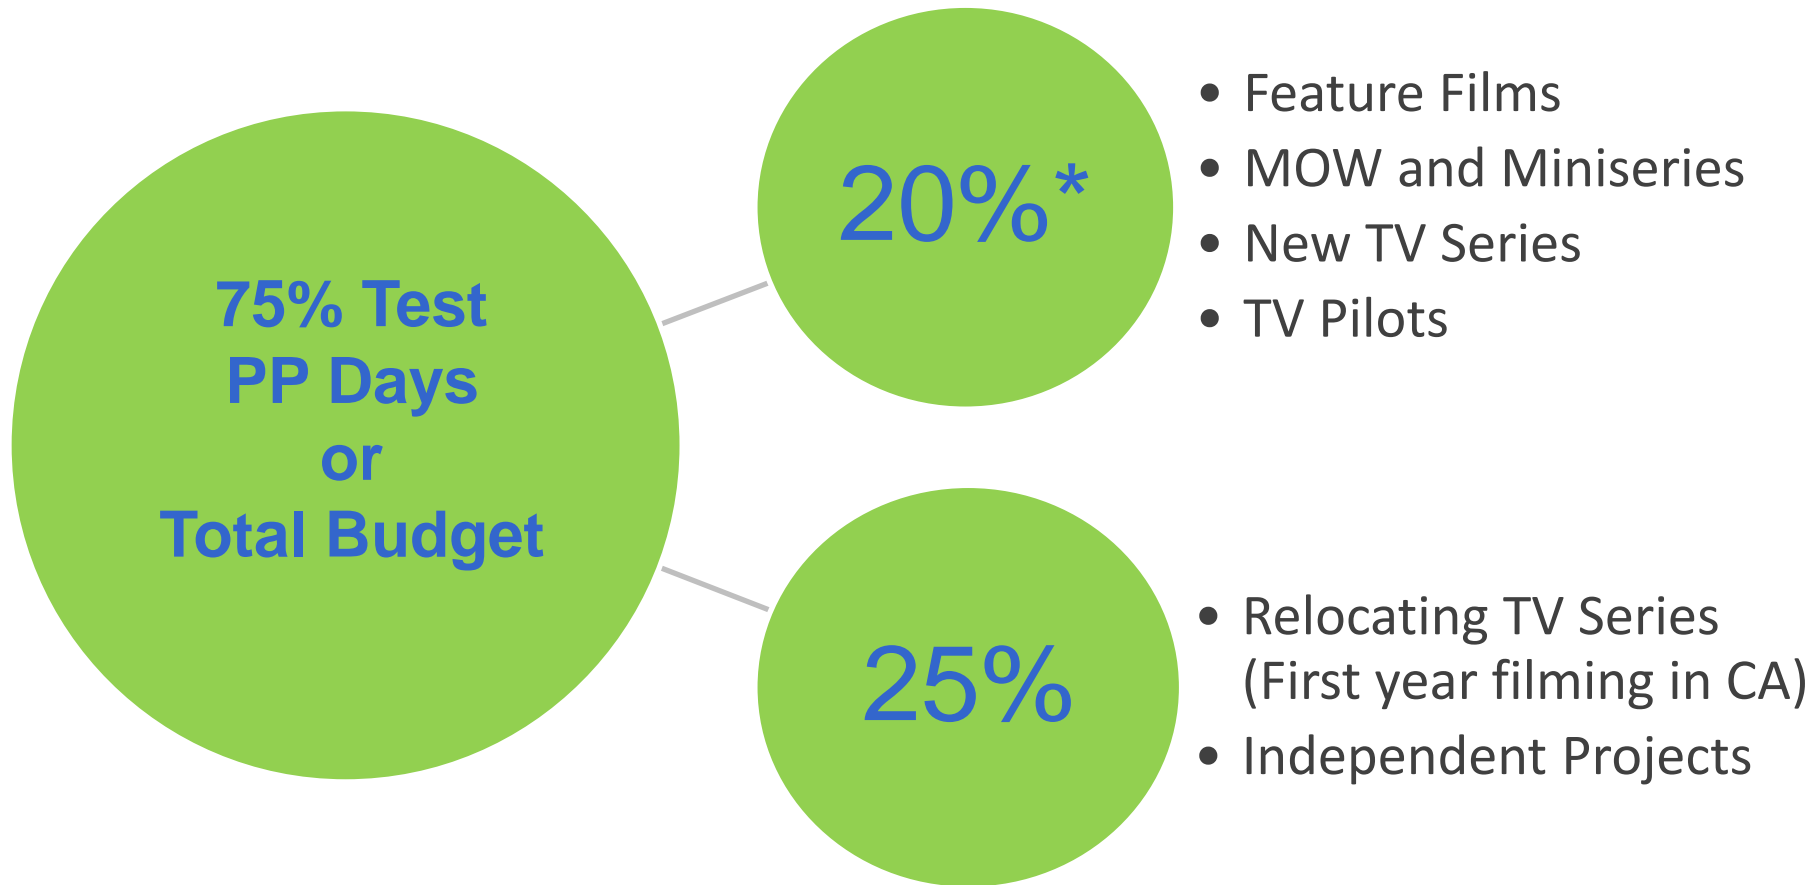 75% Test
PP Days
or
Total Budget
20%*
• Feature Films
• MOW and Miniseries
• New TV Series
• TV Pilots
25%
• Relocating TV Series
(First year filming in CA)
• Independent Projects